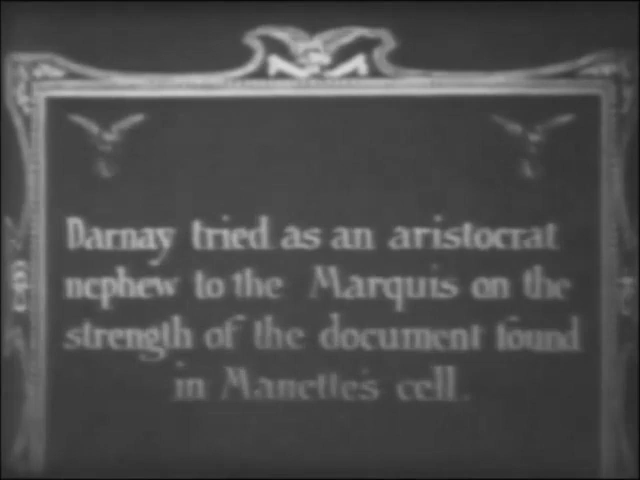 Darnay tried as an aristocrat
nephew to the Marquis on the
strength of the document found
in Manette's cell.